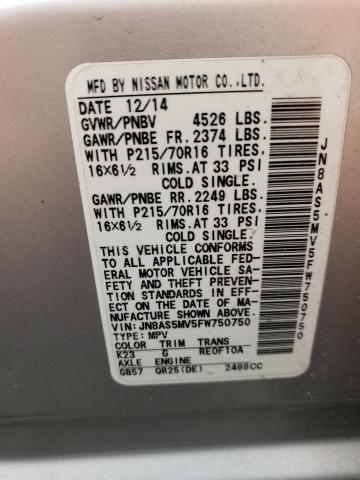 MFD BY NISSAN MOTOR CO.,LTD.
DATE 12/14
GVWR/PNBV 4526 LBS.
GAWR/PNBE FR. 2374 LBS.
WITH P215/70R16 TIRES,
16X6½ RIMS. AT 33 PSI
COLD SINGLE.
GAWR/PNBE RR. 2249 LBS.
WITH P215/70R16 TIRES,
16X6½ RIMS. AT 33 PSI
COLD SINGLE.
THIS VEHICLE CONFORMS
TO ALL APPLICABLE FED-
ERAL MOTOR VEHICLE SA-
FETY AND THEFT PREVEN-
TION STANDARDS IN EFF-
ECT ON THE DATE OF MA-
NUFACTURE SHOWN ABOVE.
VIN: JN8AS5MV5FW750750
TYPE: MPV
COLOR TRIM TRANS
K23 G RE0F10A
AXLE ENGINE
GB57 QR25(DE) 2488CC
JN8AS5MV5FW750750